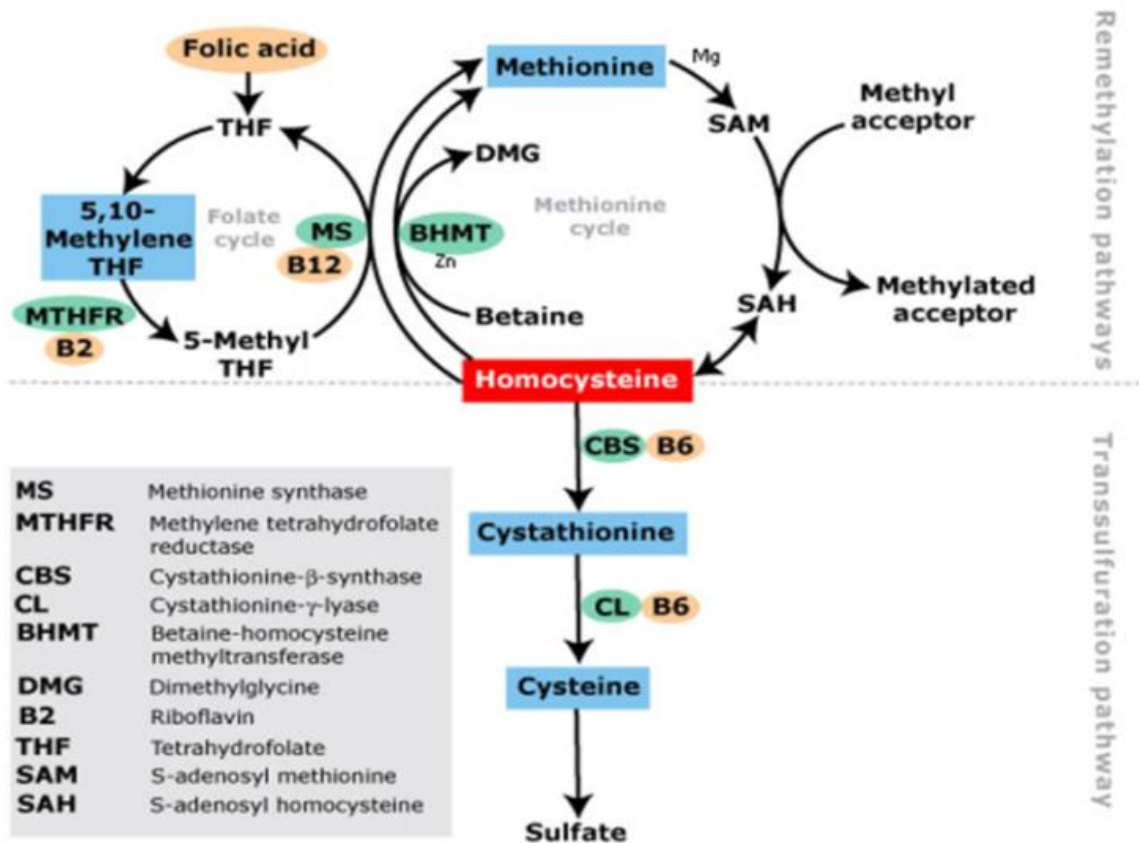 Folic acid
THF
5,10-
Methylene
THF
Folate
cycle
MTHFR
B2
5-Methyl
THF
MS
B12
Methionine
Mg
SAM
DMG
Methionine
cycle
BHMT
Zn
Betaine
SAH
Methyl
acceptor
Methylated
acceptor
Homocysteine
Remethylation pathways
CBS B6
Cystathionine
CL B6
Cysteine
Sulfate
Transsulfuration pathway
MS Methionine synthase
MTHFR Methylene tetrahydrofolate
reductase
CBS Cystathionine-β-synthase
CL Cystathionine-γ-lyase
BHMT Betaine-homocysteine
methyltransferase
DMG Dimethylglycine
B2 Riboflavin
THF Tetrahydrofolate
SAM S-adenosyl methionine
SAH S-adenosyl homocysteine